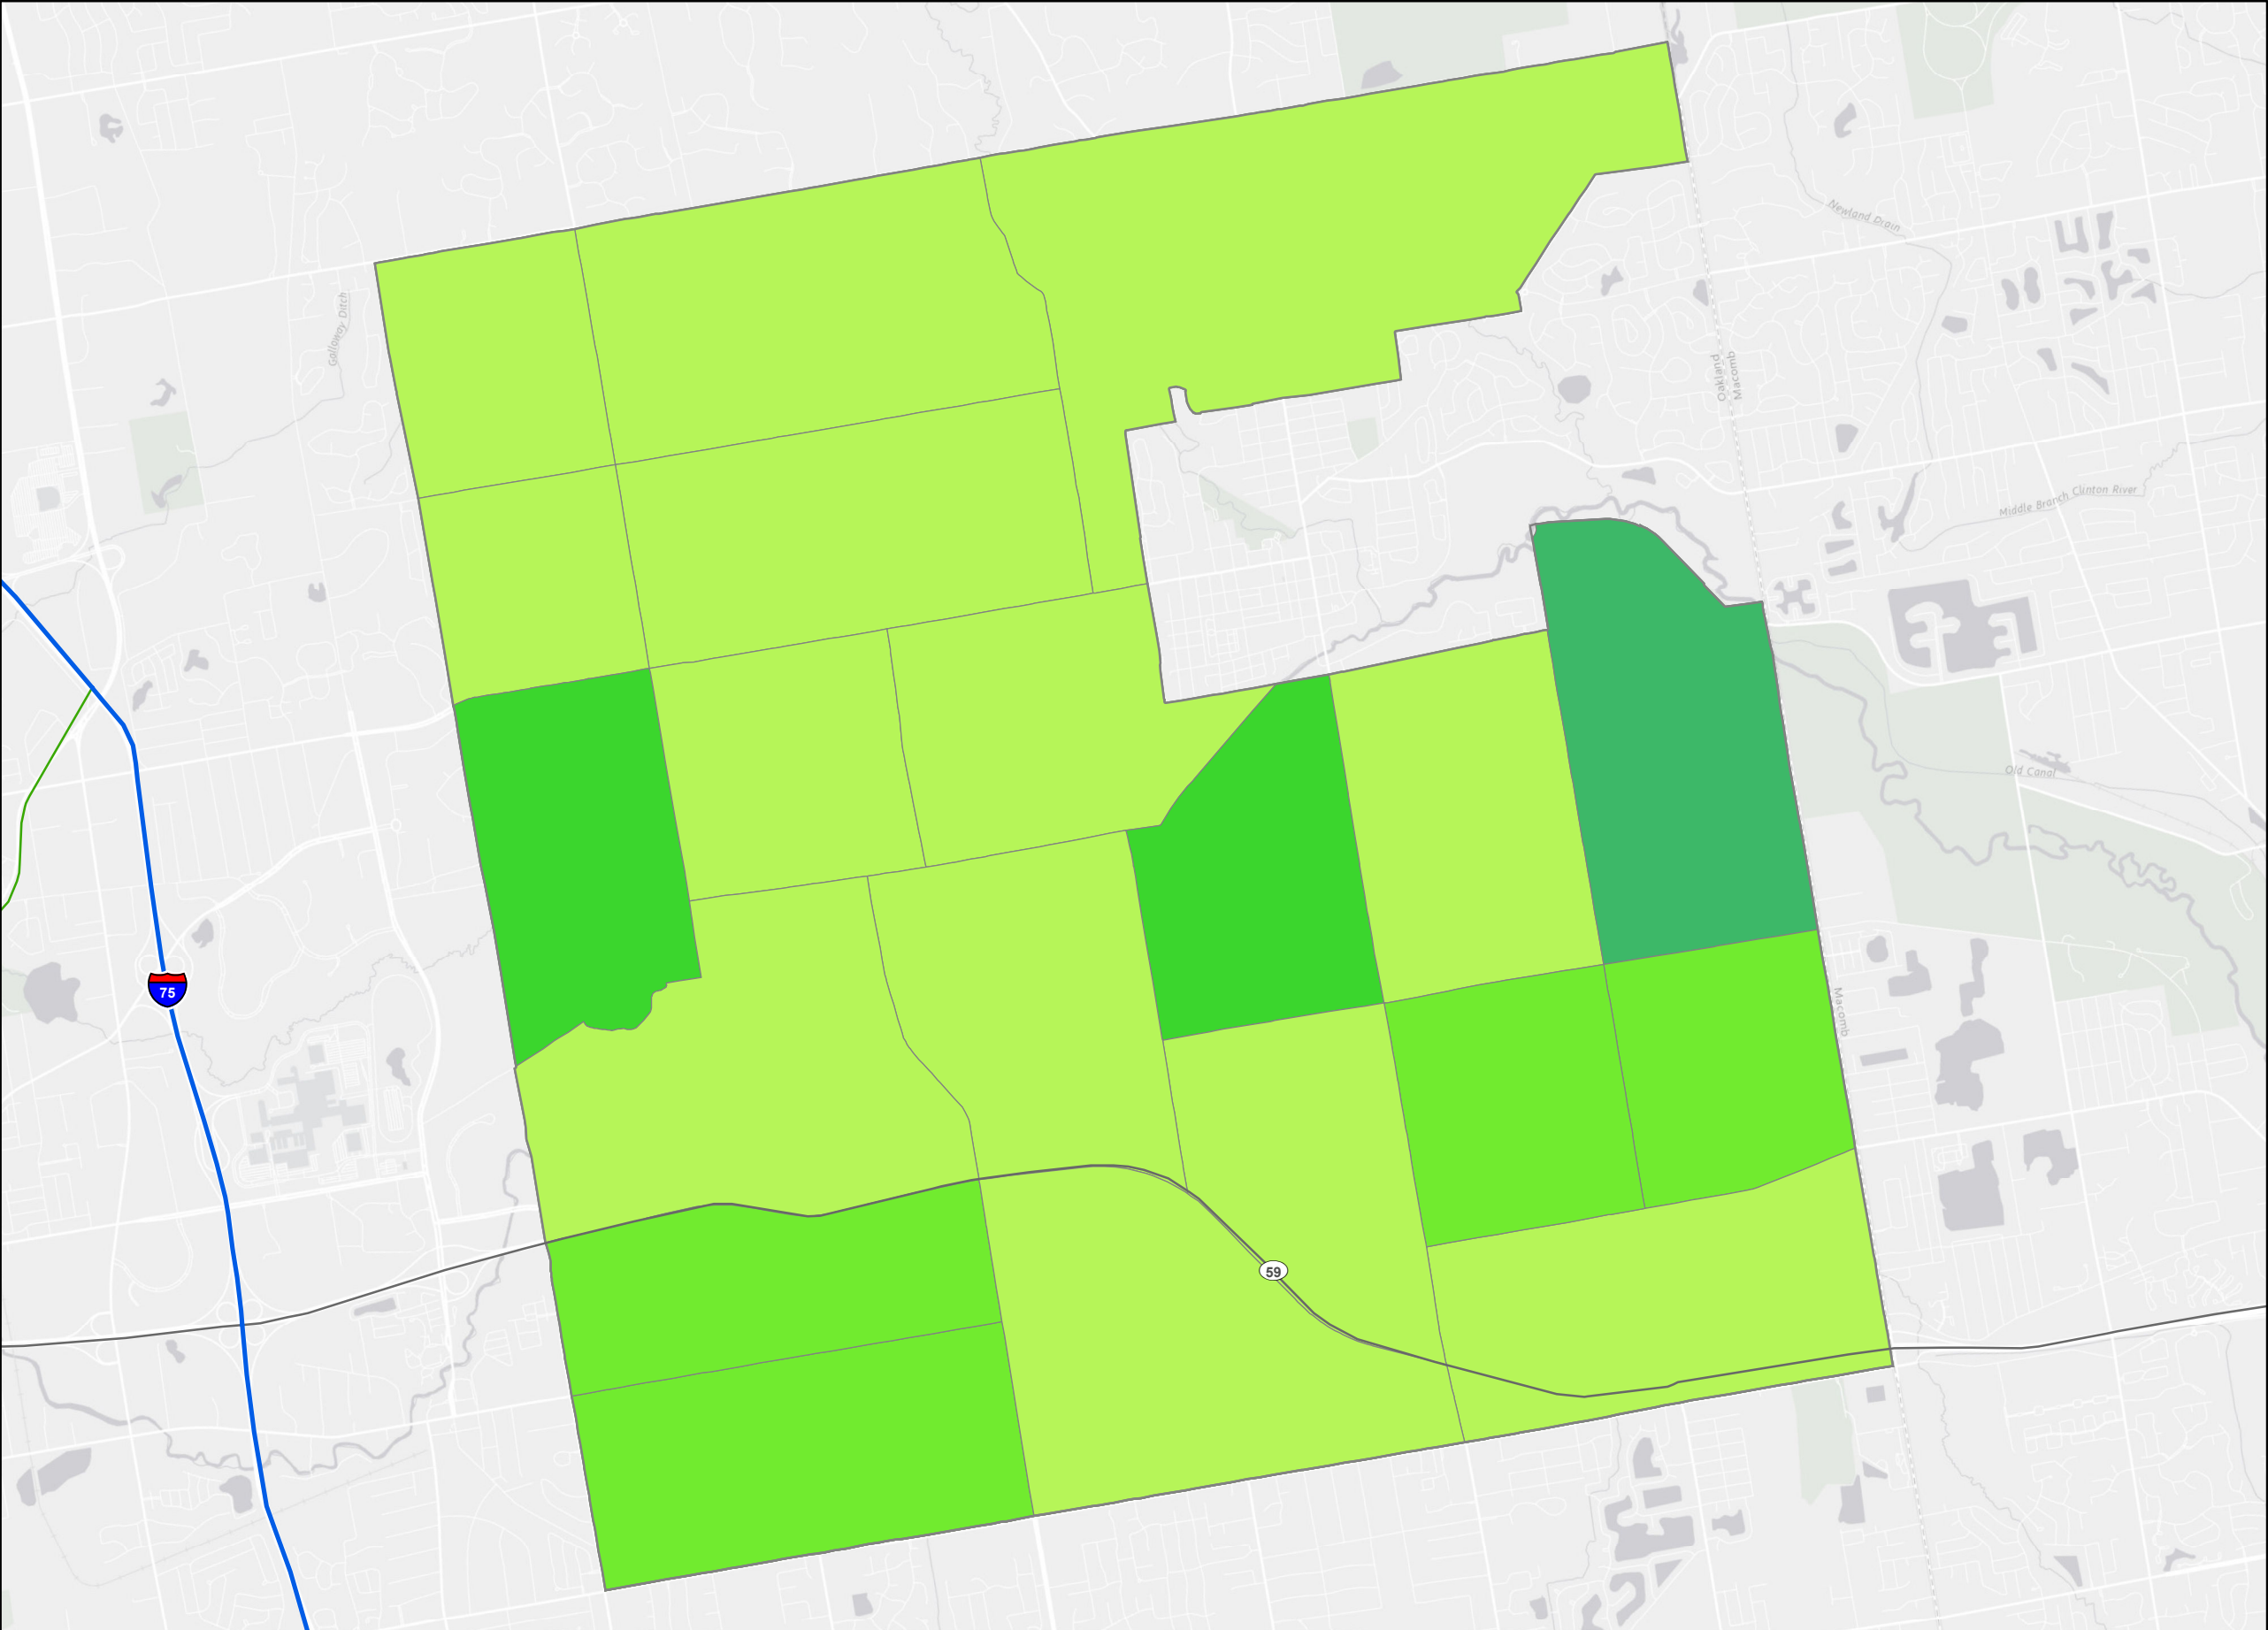 Newland Drain
Galloway Ditch
Oakland
Macomb
Middle Branch Clinton River
Old Canal
75
Macomb
59